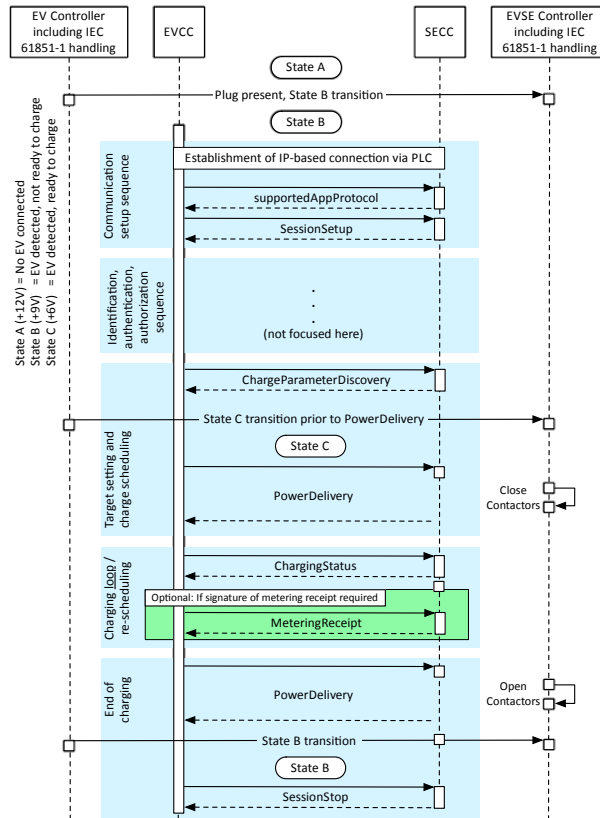 EV Controller
including IEC
61851-1 handling
EVCC
SECC
EVSE Controller
including IEC
61851-1 handling
State A
Plug present, State B transition
State B
State A (+12V) = No EV connected
State B (+9V) = EV detected, not ready to charge
State C (+6V) = EV detected, ready to charge
Communication
setup sequence
Establishment of IP-based connection via PLC
supportedAppProtocol
SessionSetup
Identification,
authentication,
authorization
sequence
.
.
.
(not focused here)
Target setting and
charge scheduling
ChargeParameterDiscovery
State C transition prior to PowerDelivery
State C
PowerDelivery
Close
Contactors
Charging loop/
re-scheduling
ChargingStatus
Optional: If signature of metering receipt required
MeteringReceipt
End of
charging
PowerDelivery
Open
Contactors
State B transition
State B
SessionStop